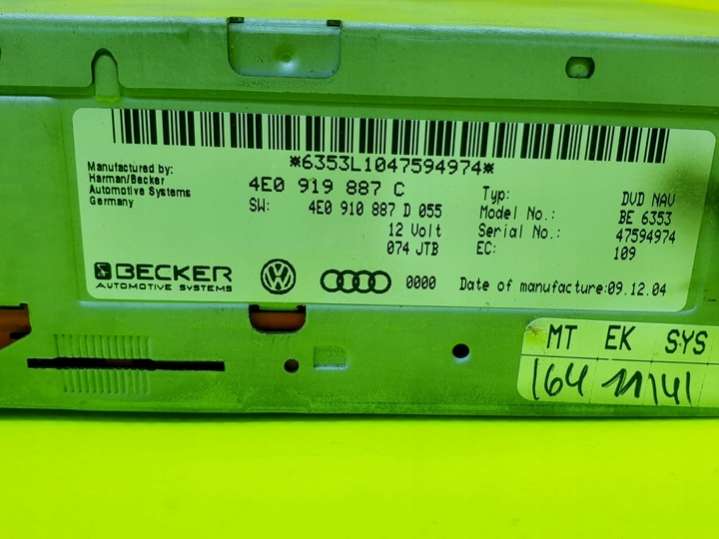 *6353L1047594974*
Manufactured by:
Harman/Becker
Automotive Systems
Germany
4E0 919 887 C
SW: 4E0 910 887 D 055
12 Volt
074 JTB
Typ: DVD NAV
Model No.: BE 6353
Serial No.: 47594974
EC: 109
BECKER
AUTOMOTIVE SYSTEMS
0000
Date of manufacture:09.12.04
MT EK SYS
164 11141